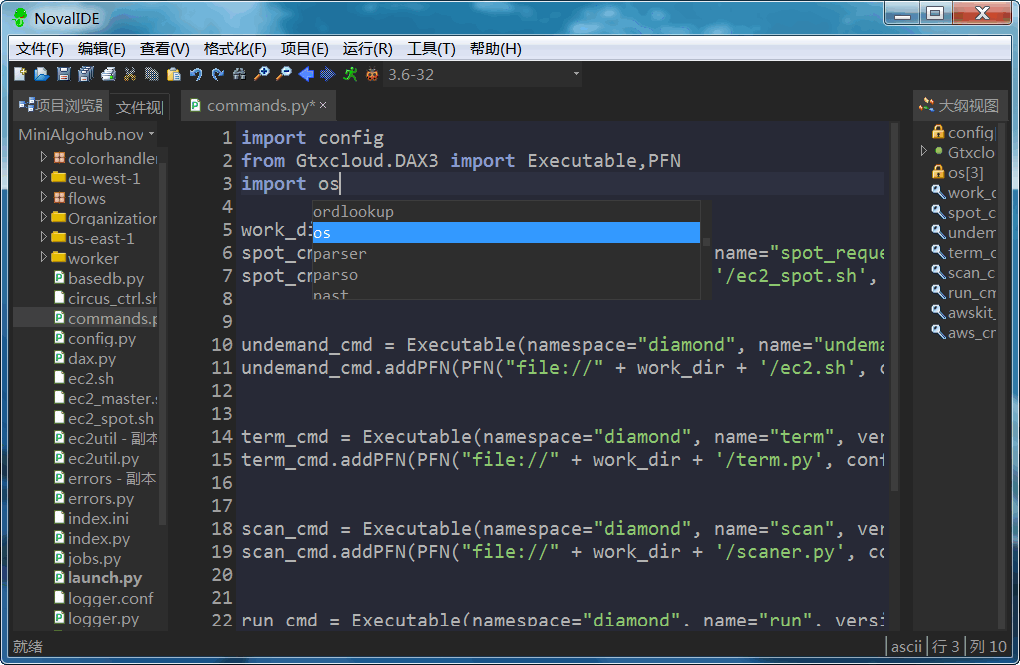 NovalIDE
文件(F) 编辑(E) 查看(V) 格式化(F) 项目(E) 运行(R) 工具(T) 帮助(H)
3.6-32
项目浏览器
文件视
commands.py*
大纲视图
MiniAlgohub.nov
colorhandler
eu-west-1
flows
Organization
us-east-1
worker
basedb.py
circus_ctrl.sh
commands.p
config.py
dax.py
ec2.sh
ec2_master.s
ec2_spot.sh
ec2util - 副本
ec2util.py
errors - 副本
errors.py
index.ini
index.py
jobs.py
launch.py
logger.conf
logger.py
1 import config
2 from Gtxcloud.DAX3 import Executable,PFN
3 import os
4
5 work_di
6 spot_cm name="spot_reque
7 spot_cm '/ec2_spot.sh',
8
9
10 undemand_cmd = Executable(namespace="diamond", name="undema
11 undemand_cmd.addPFN(PFN("file://" + work_dir + '/ec2.sh', c
12
13
14 term_cmd = Executable(namespace="diamond", name="term", ver
15 term_cmd.addPFN(PFN("file://" + work_dir + '/term.py', conf
16
17
18 scan_cmd = Executable(namespace="diamond", name="scan", ver
19 scan_cmd.addPFN(PFN("file://" + work_dir + '/scaner.py', co
20
21
22 run_cmd = Executable(namespace="diamond", name="run", versi
ordlookup
os
parser
parso
past
config[
Gtxclo
os[3]
work_d
spot_c
undem
term_c
scan_c
run_cm
awskit_
aws_cr
就绪
ascii 行 3 列 10